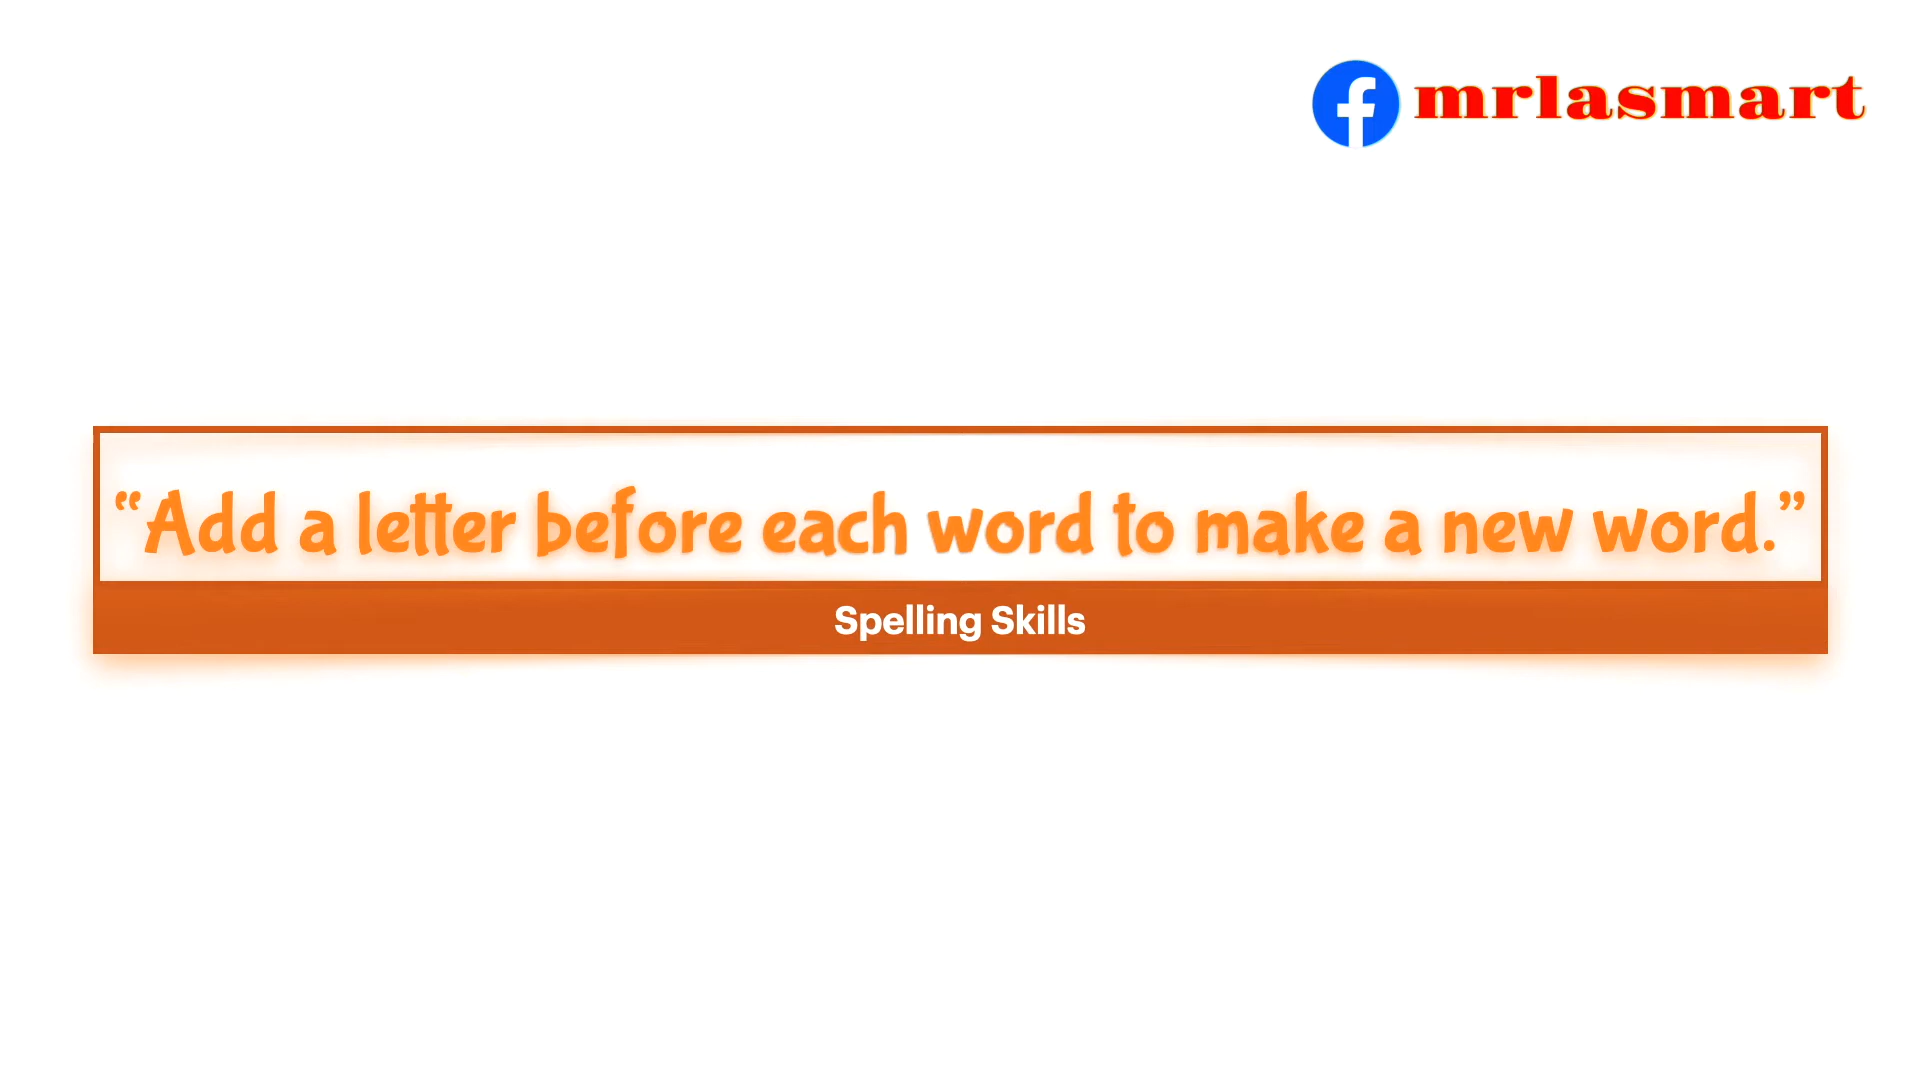 mrlasmart
“Add a letter before each word to make a new word.”
Spelling Skills